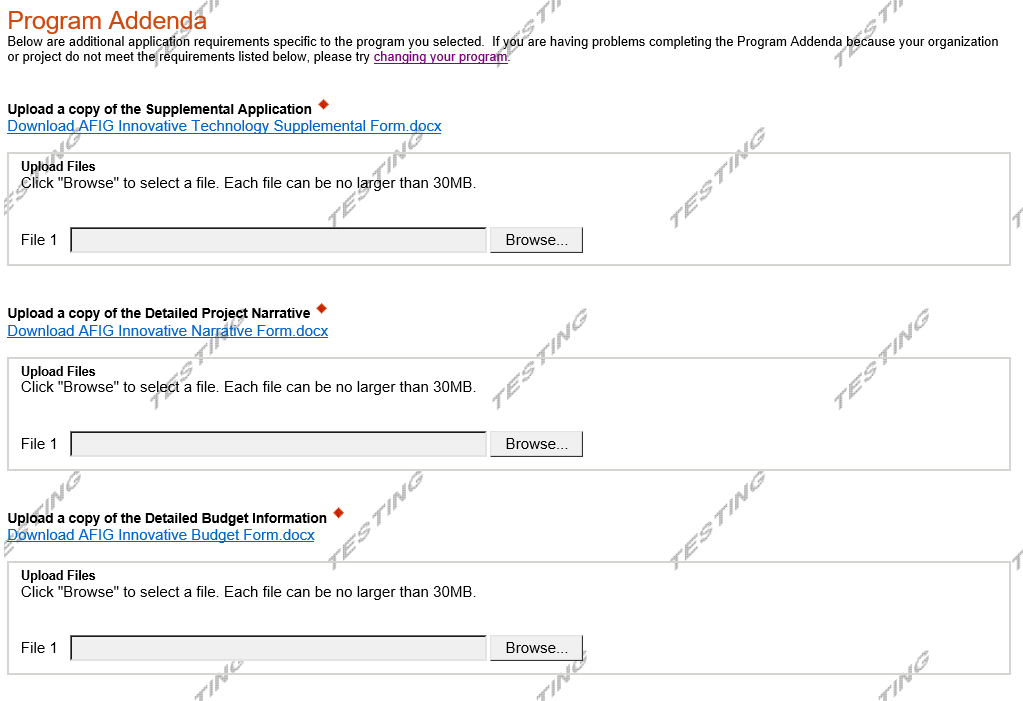 Program Addenda
Below are additional application requirements specific to the program you selected.  If you are having problems completing the Program Addenda because your organization
or project do not meet the requirements listed below, please try changing your program.
Upload a copy of the Supplemental Application
Download AFIG Innovative Technology Supplemental Form.docx
Upload Files
Click "Browse" to select a file. Each file can be no larger than 30MB.
File 1 Browse...
Upload a copy of the Detailed Project Narrative
Download AFIG Innovative Narrative Form.docx
Upload Files
Click "Browse" to select a file. Each file can be no larger than 30MB.
File 1 Browse...
Upload a copy of the Detailed Budget Information
Download AFIG Innovative Budget Form.docx
Upload Files
Click "Browse" to select a file. Each file can be no larger than 30MB.
File 1 Browse...
TESTING
TESTING
TESTING
TESTING
TESTING
TESTING
TESTING
TESTING